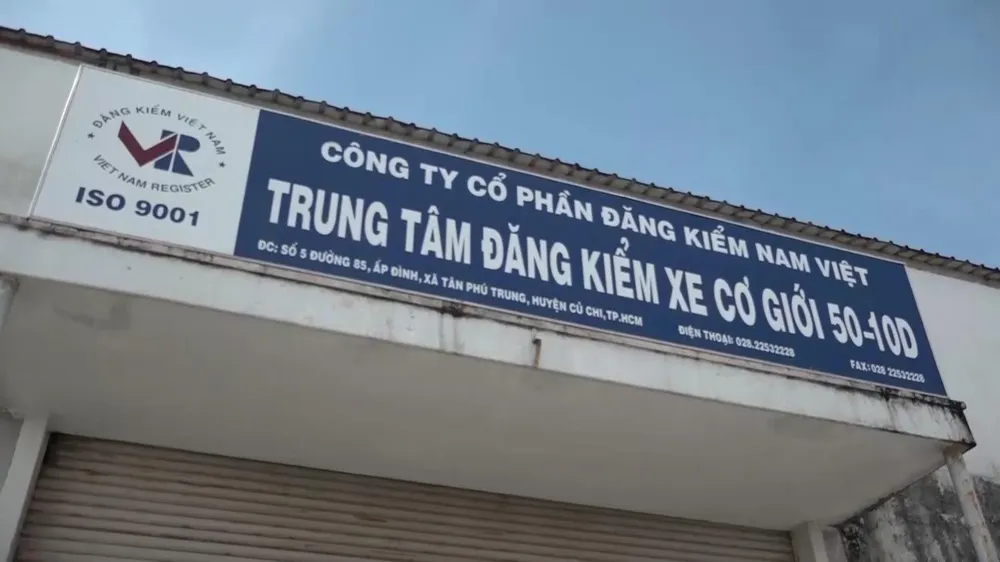 ★ ĐĂNG KIỂM VIỆT NAM ★
VR
VIET NAM REGISTER
ISO 9001
CÔNG TY CỔ PHẦN ĐĂNG KIỂM NAM VIỆT
TRUNG TÂM ĐĂNG KIỂM XE CƠ GIỚI 50-10D
ĐC: SỐ 5 ĐƯỜNG 85, ẤP ĐÌNH, XÃ TÂN PHÚ TRUNG, HUYỆN CỦ CHI,TP.HCM
ĐIỆN THOẠI: 028.22532228
FAX:028 22532228